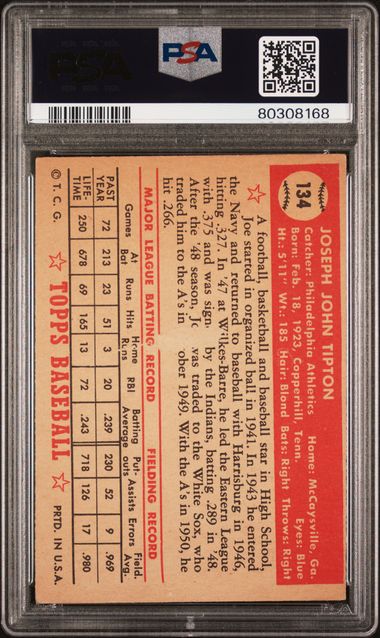 PSA
PSA
80308168
134
JOSEPH JOHN TIPTON
Catcher: Philadelphia Athletics Home: McCaysville, Ga.
Born: Feb. 18, 1923, Copperhill, Tenn. Eyes: Blue
Ht.: 5'11" Wt.: 185 Hair: Blond Bats: Right Throws: Right
A football, basketball and baseball star in High School,
Joe started in organized ball in 1941. In 1943 he entered
the Navy and returned to baseball with Harrisburg in 1946,
hitting .327. In '47 at Wilkes-Barre, he led the Eastern League
with .375 and was sign by the Indians, batting .289 in '48.
After the '48 season, J was traded to the White Sox, who
traded him to the A's in ober 1949. With the A's in 1950, he
hit .266.
MAJOR LEAGUE BATTING RECORD FIELDING RECORD
Games At Bat Runs Hits Home Runs RBI Batting Average Put-outs Assists Errors Field. Avg.
PAST YEAR 72 213 23 51 3 20 .239 230 52 9 .969
LIFE-TIME 250 678 69 165 13 72 .243 718 126 17 .980
© T. C. G. TOPPS BASEBALL PRTD. IN U.S.A.